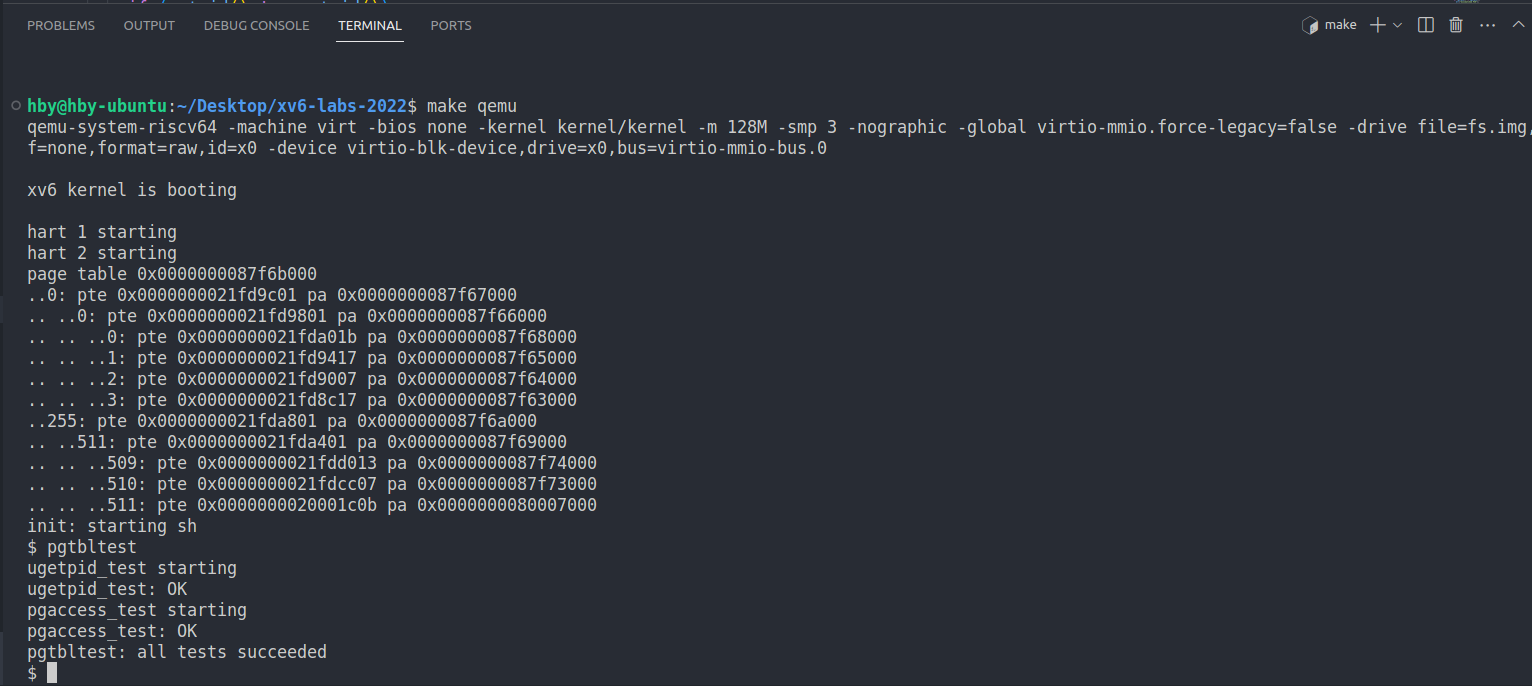 PROBLEMS OUTPUT DEBUG CONSOLE TERMINAL PORTS make
hby@hby-ubuntu:~/Desktop/xv6-labs-2022$ make qemu
qemu-system-riscv64 -machine virt -bios none -kernel kernel/kernel -m 128M -smp 3 -nographic -global virtio-mmio.force-legacy=false -drive file=fs.img,
f=none,format=raw,id=x0 -device virtio-blk-device,drive=x0,bus=virtio-mmio-bus.0
xv6 kernel is booting
hart 1 starting
hart 2 starting
page table 0x0000000087f6b000
..0: pte 0x0000000021fd9c01 pa 0x0000000087f67000
.. ..0: pte 0x0000000021fd9801 pa 0x0000000087f66000
.. .. ..0: pte 0x0000000021fda01b pa 0x0000000087f68000
.. .. ..1: pte 0x0000000021fd9417 pa 0x0000000087f65000
.. .. ..2: pte 0x0000000021fd9007 pa 0x0000000087f64000
.. .. ..3: pte 0x0000000021fd8c17 pa 0x0000000087f63000
..255: pte 0x0000000021fda801 pa 0x0000000087f6a000
.. ..511: pte 0x0000000021fda401 pa 0x0000000087f69000
.. .. ..509: pte 0x0000000021fdd013 pa 0x0000000087f74000
.. .. ..510: pte 0x0000000021fdcc07 pa 0x0000000087f73000
.. .. ..511: pte 0x0000000020001c0b pa 0x0000000080007000
init: starting sh
$ pgtbltest
ugetpid_test starting
ugetpid_test: OK
pgaccess_test starting
pgaccess_test: OK
pgtbltest: all tests succeeded
$